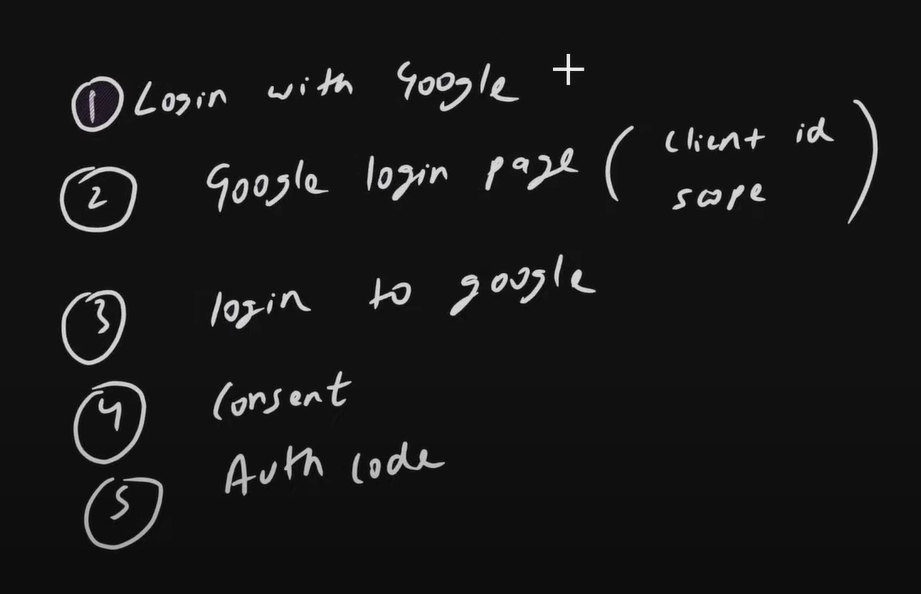 1 Login with Google
2 Google login page ( client id
scope )
3 login to google
4 Consent
5 Auth code